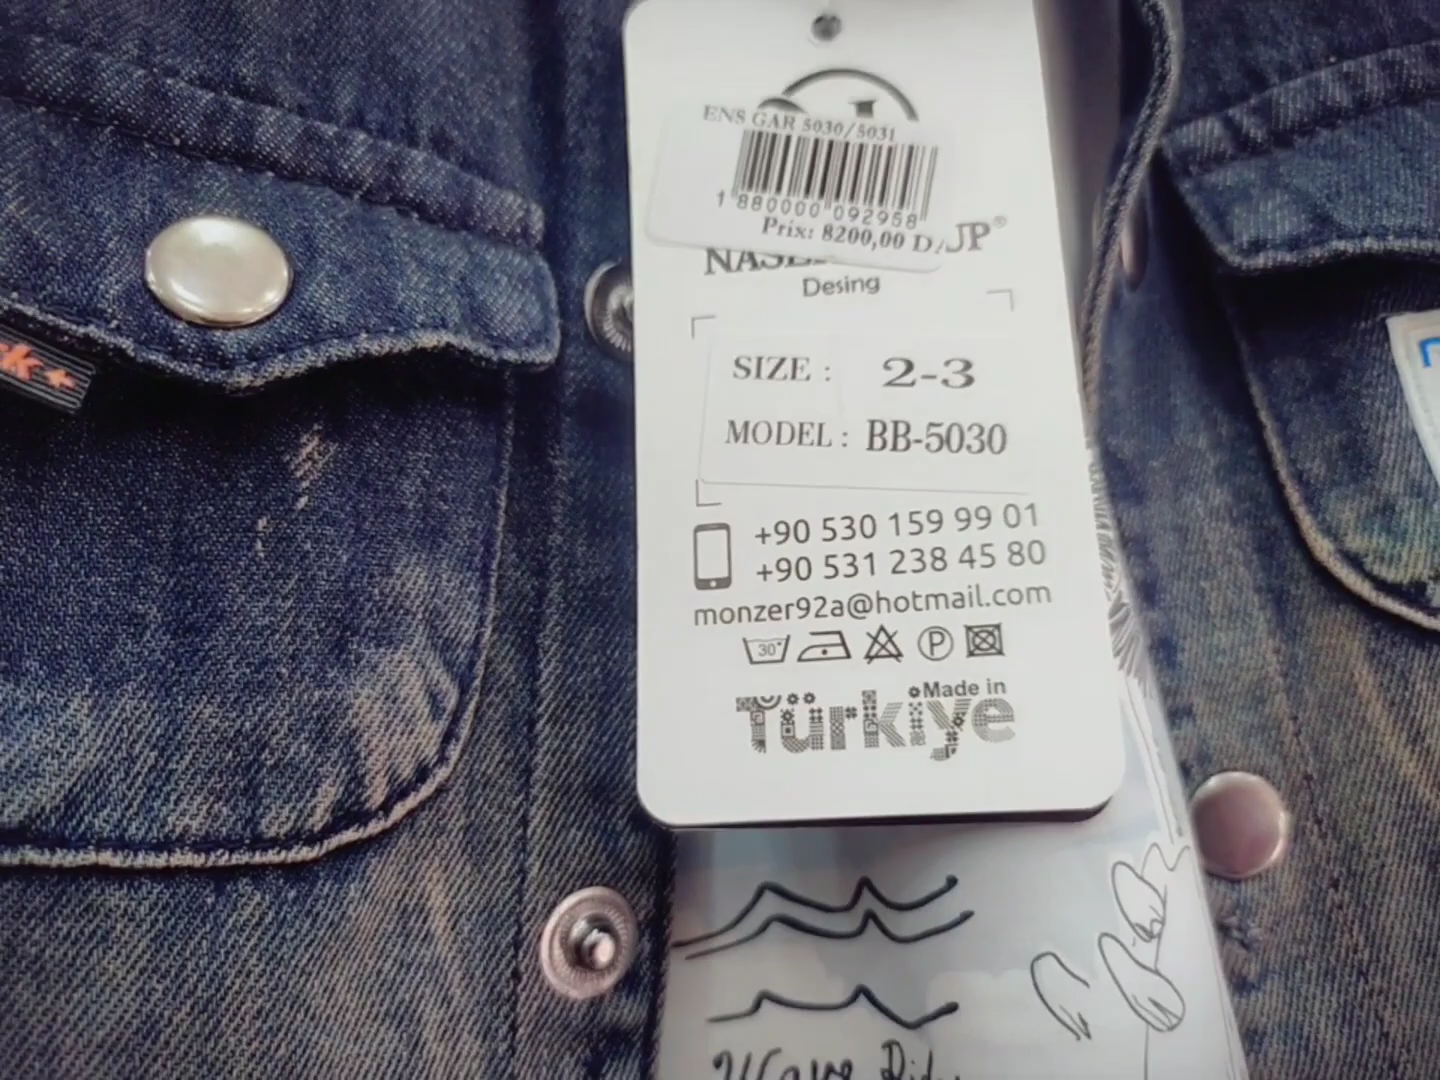 ENS GAR 5030/5031
1 880000 092958
Prix: 8200,00 D
UP®
Desing
SIZE : 2-3
MODEL : BB-5030
+90 530 159 99 01
+90 531 238 45 80
monzer92a@hotmail.com
30°
P
Made in
Türkiye